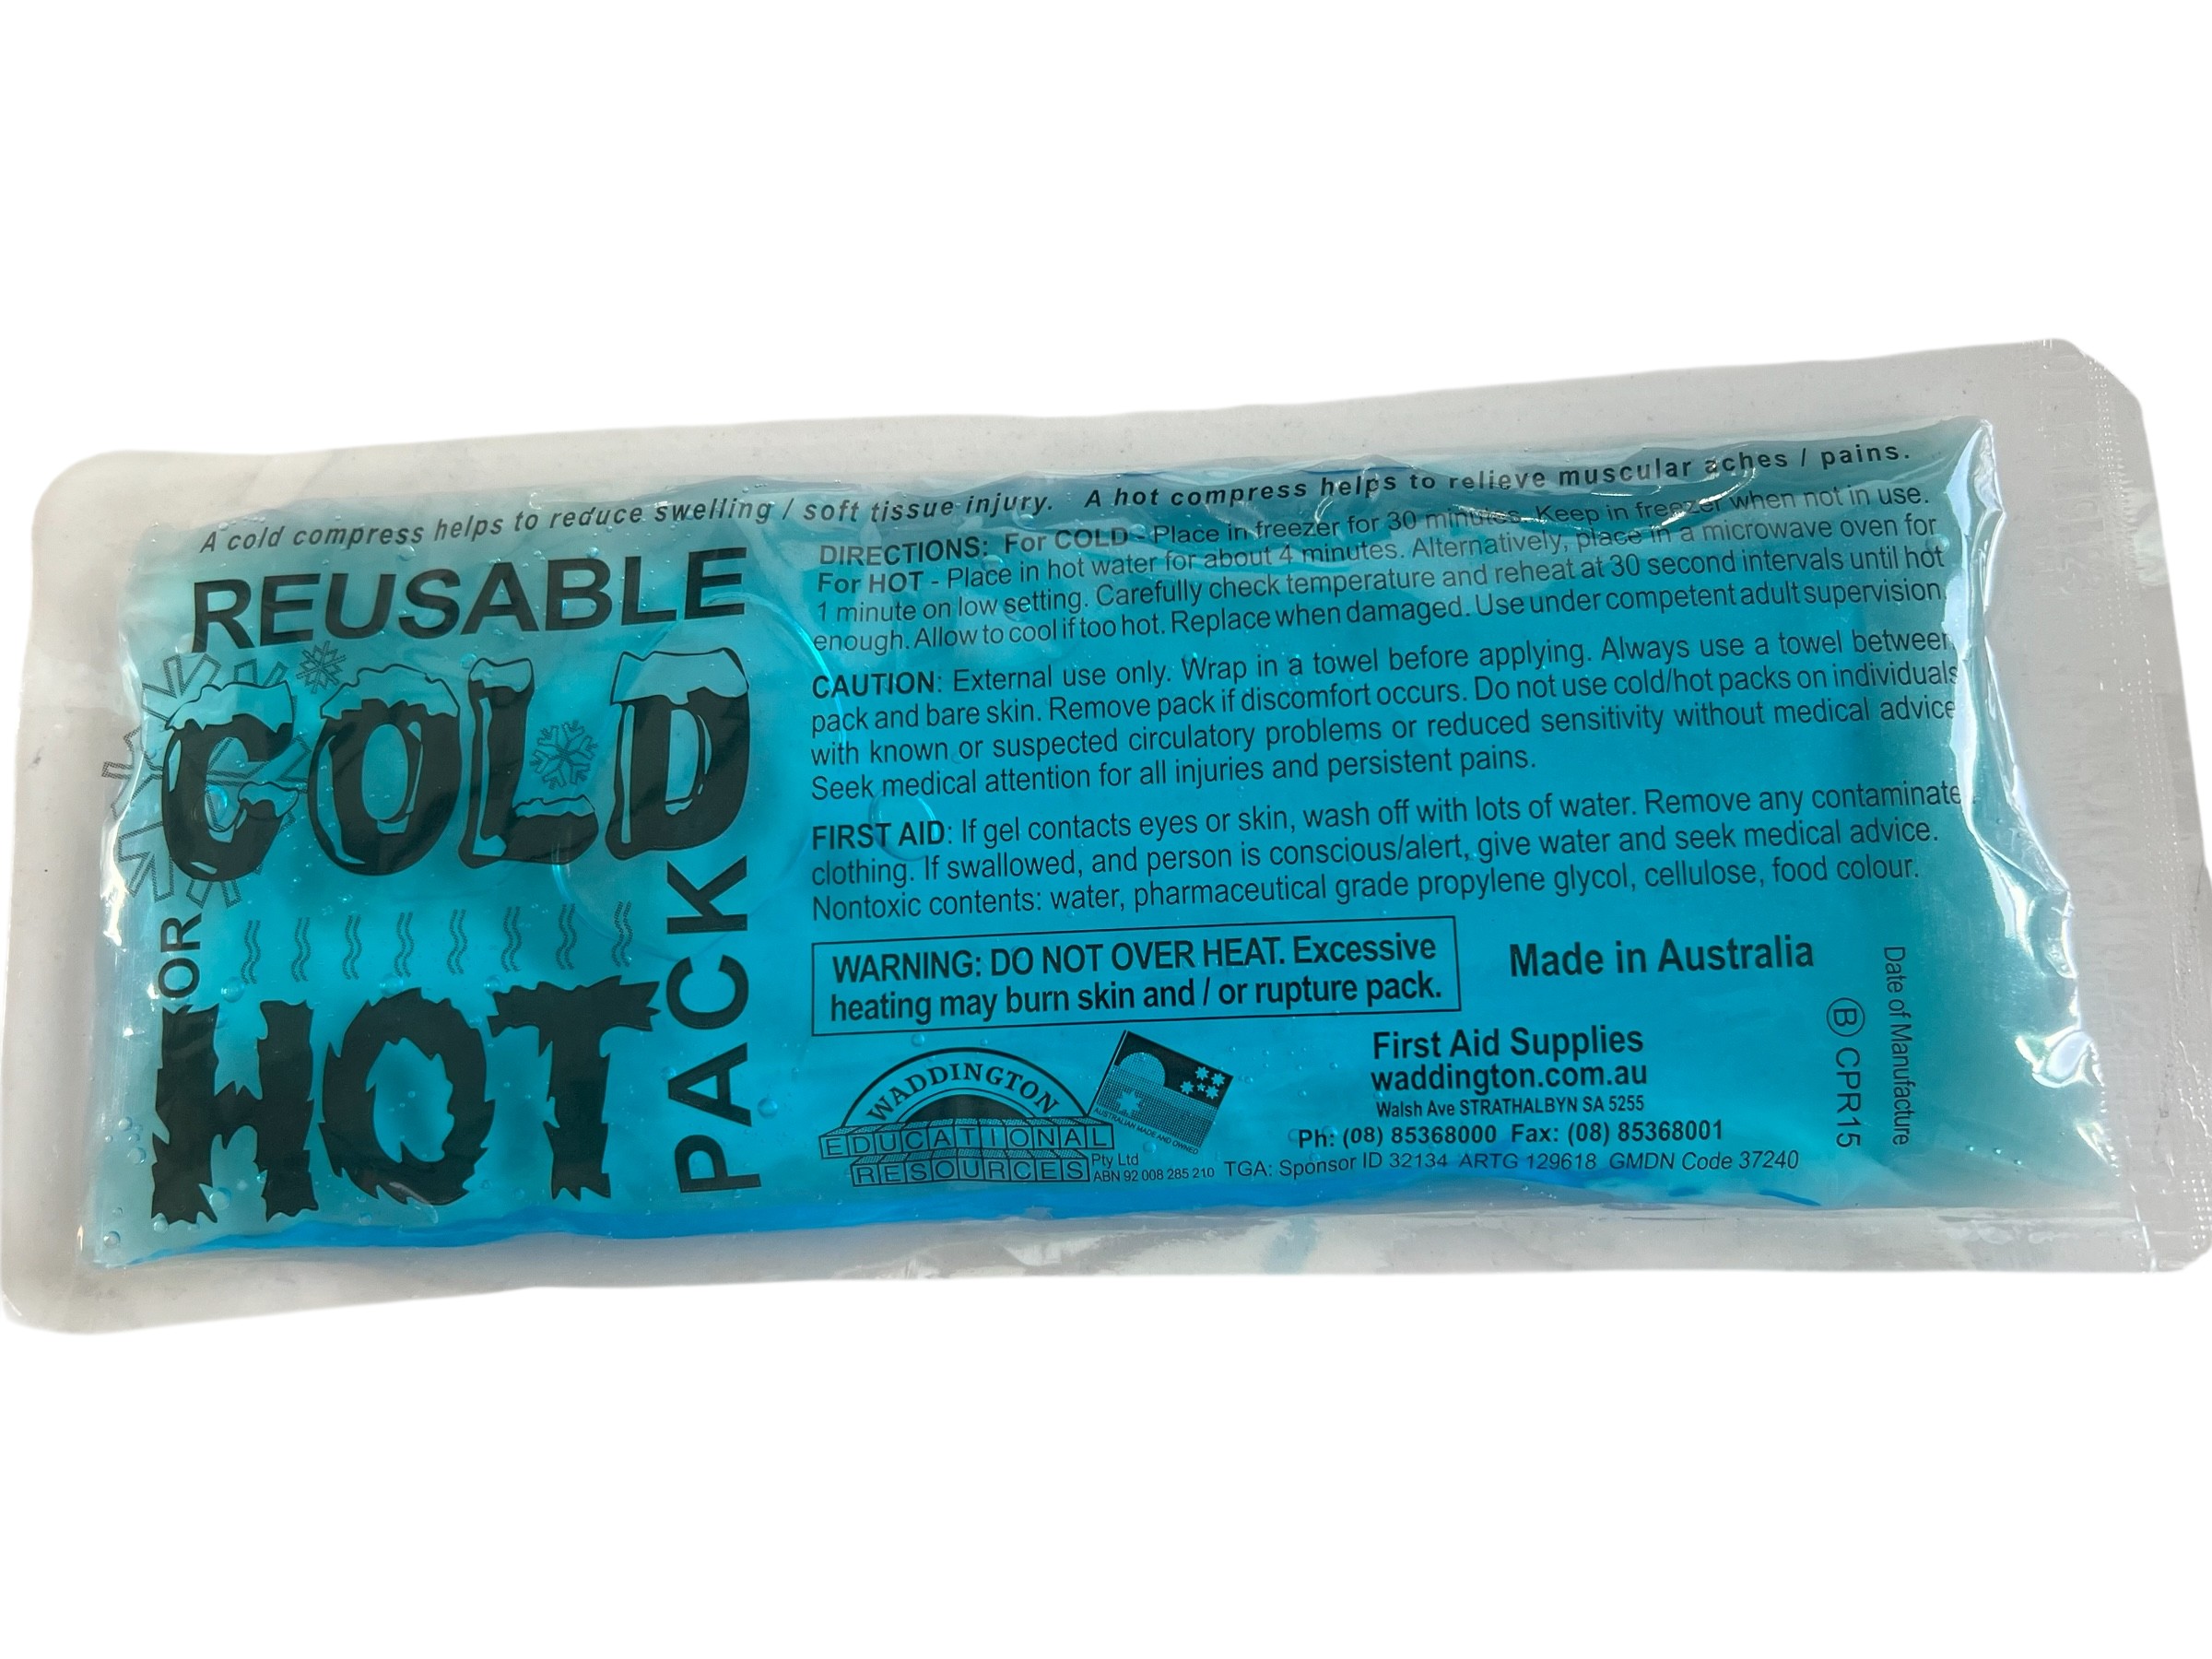 A cold compress helps to reduce swelling / soft tissue injury. A hot compress helps to relieve muscular aches / pains.
REUSABLE
COLD
OR
HOT
PACK
DIRECTIONS: For COLD - Place in freezer for 30 minutes. Keep in freezer when not in use.
For HOT - Place in hot water for about 4 minutes. Alternatively, place in a microwave oven for
1 minute on low setting. Carefully check temperature and reheat at 30 second intervals until hot
enough. Allow to cool if too hot. Replace when damaged. Use under competent adult supervision.
CAUTION: External use only. Wrap in a towel before applying. Always use a towel between
pack and bare skin. Remove pack if discomfort occurs. Do not use cold/hot packs on individuals
with known or suspected circulatory problems or reduced sensitivity without medical advice
Seek medical attention for all injuries and persistent pains.
FIRST AID: If gel contacts eyes or skin, wash off with lots of water. Remove any contaminate
clothing. If swallowed, and person is conscious/alert, give water and seek medical advice.
Nontoxic contents: water, pharmaceutical grade propylene glycol, cellulose, food colour.
WARNING: DO NOT OVER HEAT. Excessive
heating may burn skin and / or rupture pack.
Made in Australia
WADDINGTON
EDUCATIONAL
RESOURCES Pty Ltd
ABN 92 008 285 210
AUSTRALIAN MADE AND OWNED
First Aid Supplies
waddington.com.au
Walsh Ave STRATHALBYN SA 5255
Ph: (08) 85368000 Fax: (08) 85368001
TGA: Sponsor ID 32134 ARTG 129618 GMDN Code 37240
B CPR15
Date of Manufacture